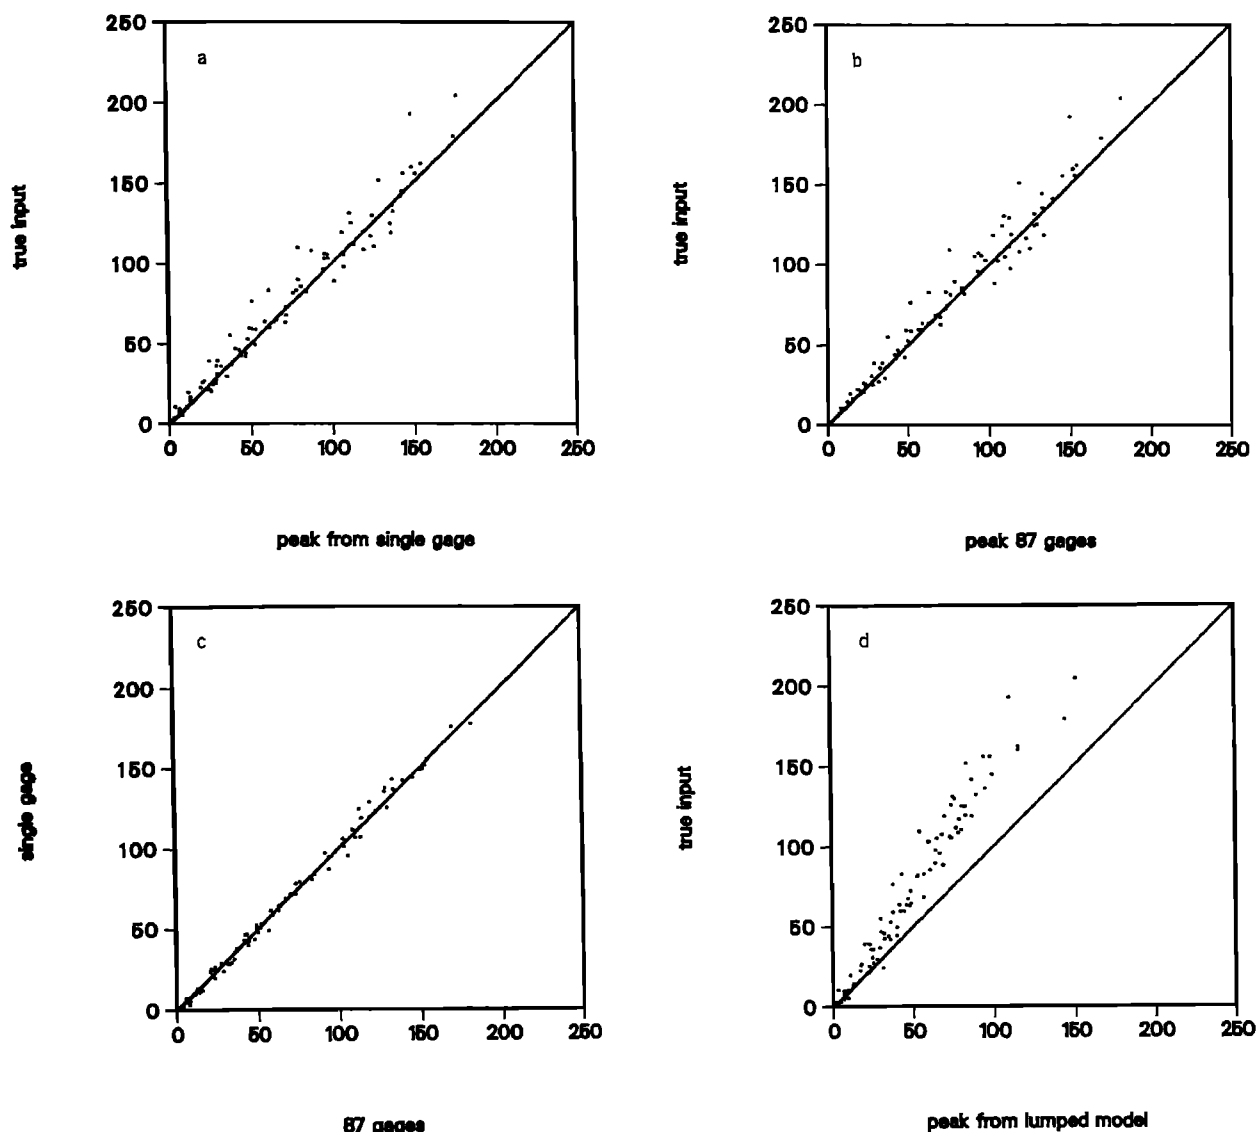 250
a
200
150
100
50
0
true input
0 50 100 150 200 250
peak from single gage
250
b
200
150
100
50
0
true input
0 50 100 150 200 250
peak 87 gages
250
c
200
150
100
50
0
single gage
0 50 100 150 200 250
87 gages
250
d
200
150
100
50
0
true input
0 50 100 150 200 250
peak from lumped model